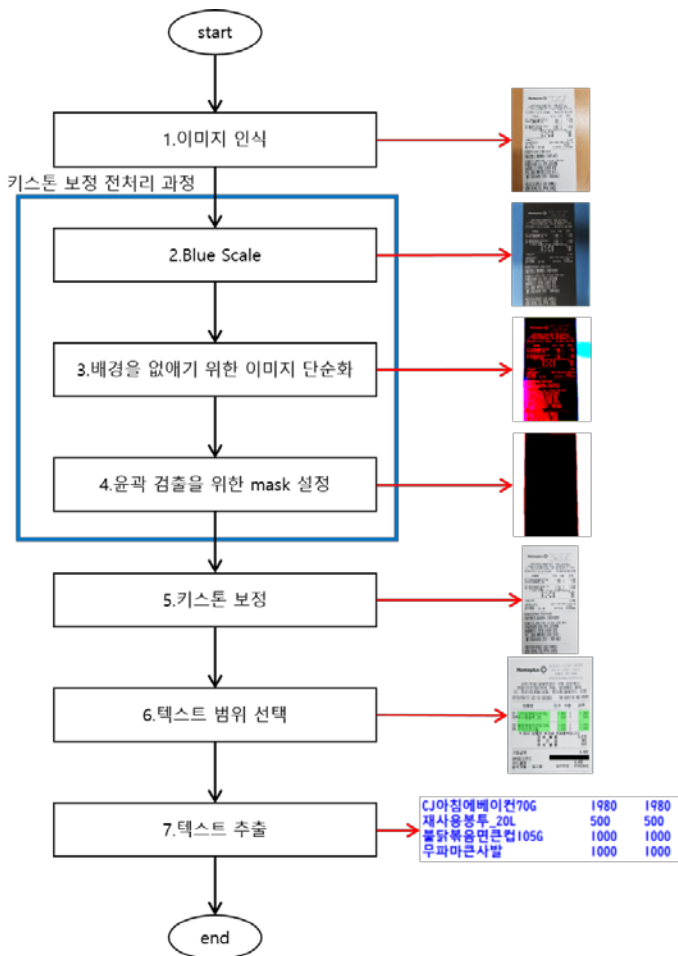 start
1.이미지 인식
키스톤 보정 전처리 과정
2.Blue Scale
3.배경을 없애기 위한 이미지 단순화
4.윤곽 검출을 위한 mask 설정
5.키스톤 보정
Homeplus
6.텍스트 범위 선택
7.텍스트 추출
CJ아침에베이컨70G 1980 1980
재사용봉투_20L 500 500
불닭볶음면큰컵105G 1000 1000
무파마큰사발 1000 1000
end